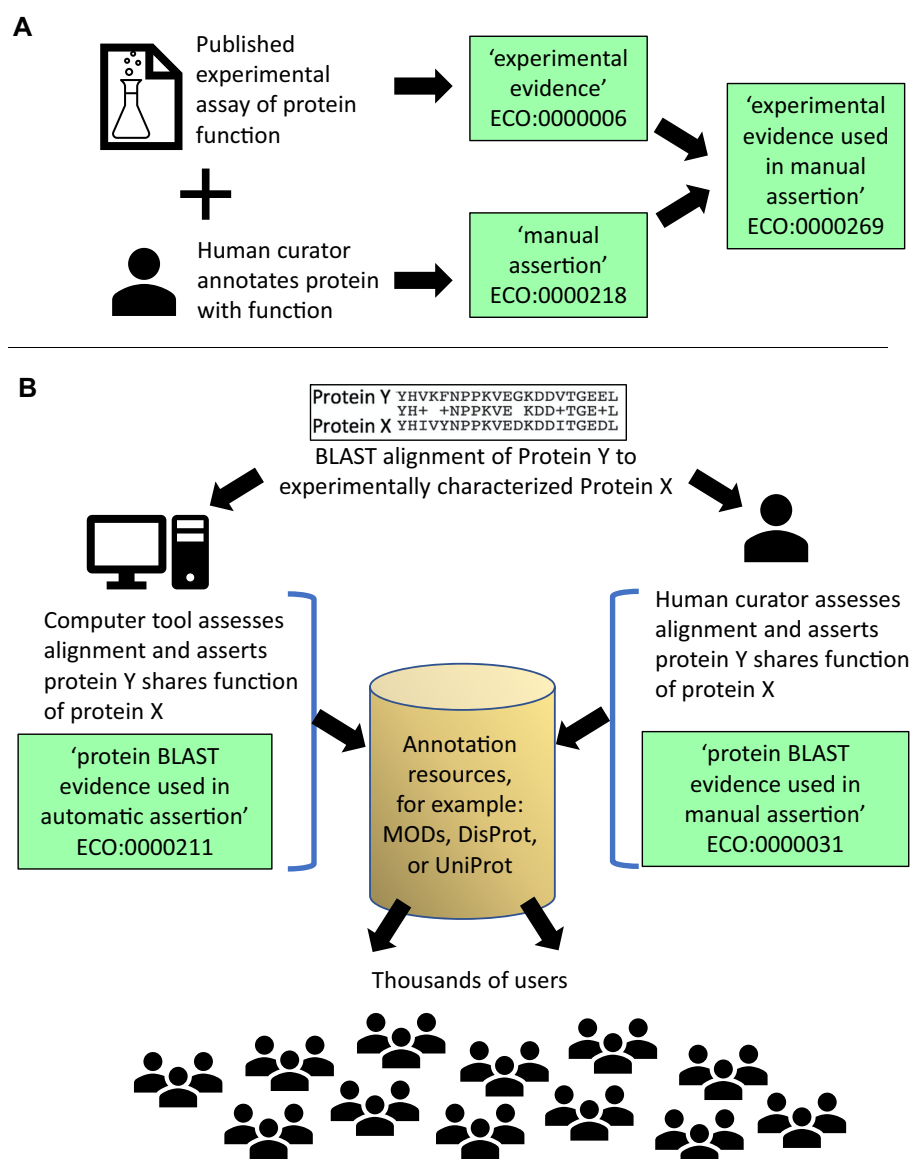 A
Published
experimental
assay of protein
function
‘experimental
evidence’
ECO:0000006
‘experimental
evidence used
in manual
assertion’
ECO:0000269
Human curator
annotates protein
with function
‘manual
assertion’
ECO:0000218
B
Protein Y YHVKFNPPKVEGKDDVTGEEL
YH+ +NPPKVE KDD+TGE+L
Protein X YHIVYNPPKVEDKDDITGEDL
BLAST alignment of Protein Y to
experimentally characterized Protein X
Computer tool assesses
alignment and asserts
protein Y shares function
of protein X
‘protein BLAST
evidence used in
automatic assertion’
ECO:0000211
Human curator assesses
alignment and asserts
protein Y shares function
of protein X
‘protein BLAST
evidence used in
manual assertion’
ECO:0000031
Annotation
resources,
for example:
MODs, DisProt,
or UniProt
Thousands of users